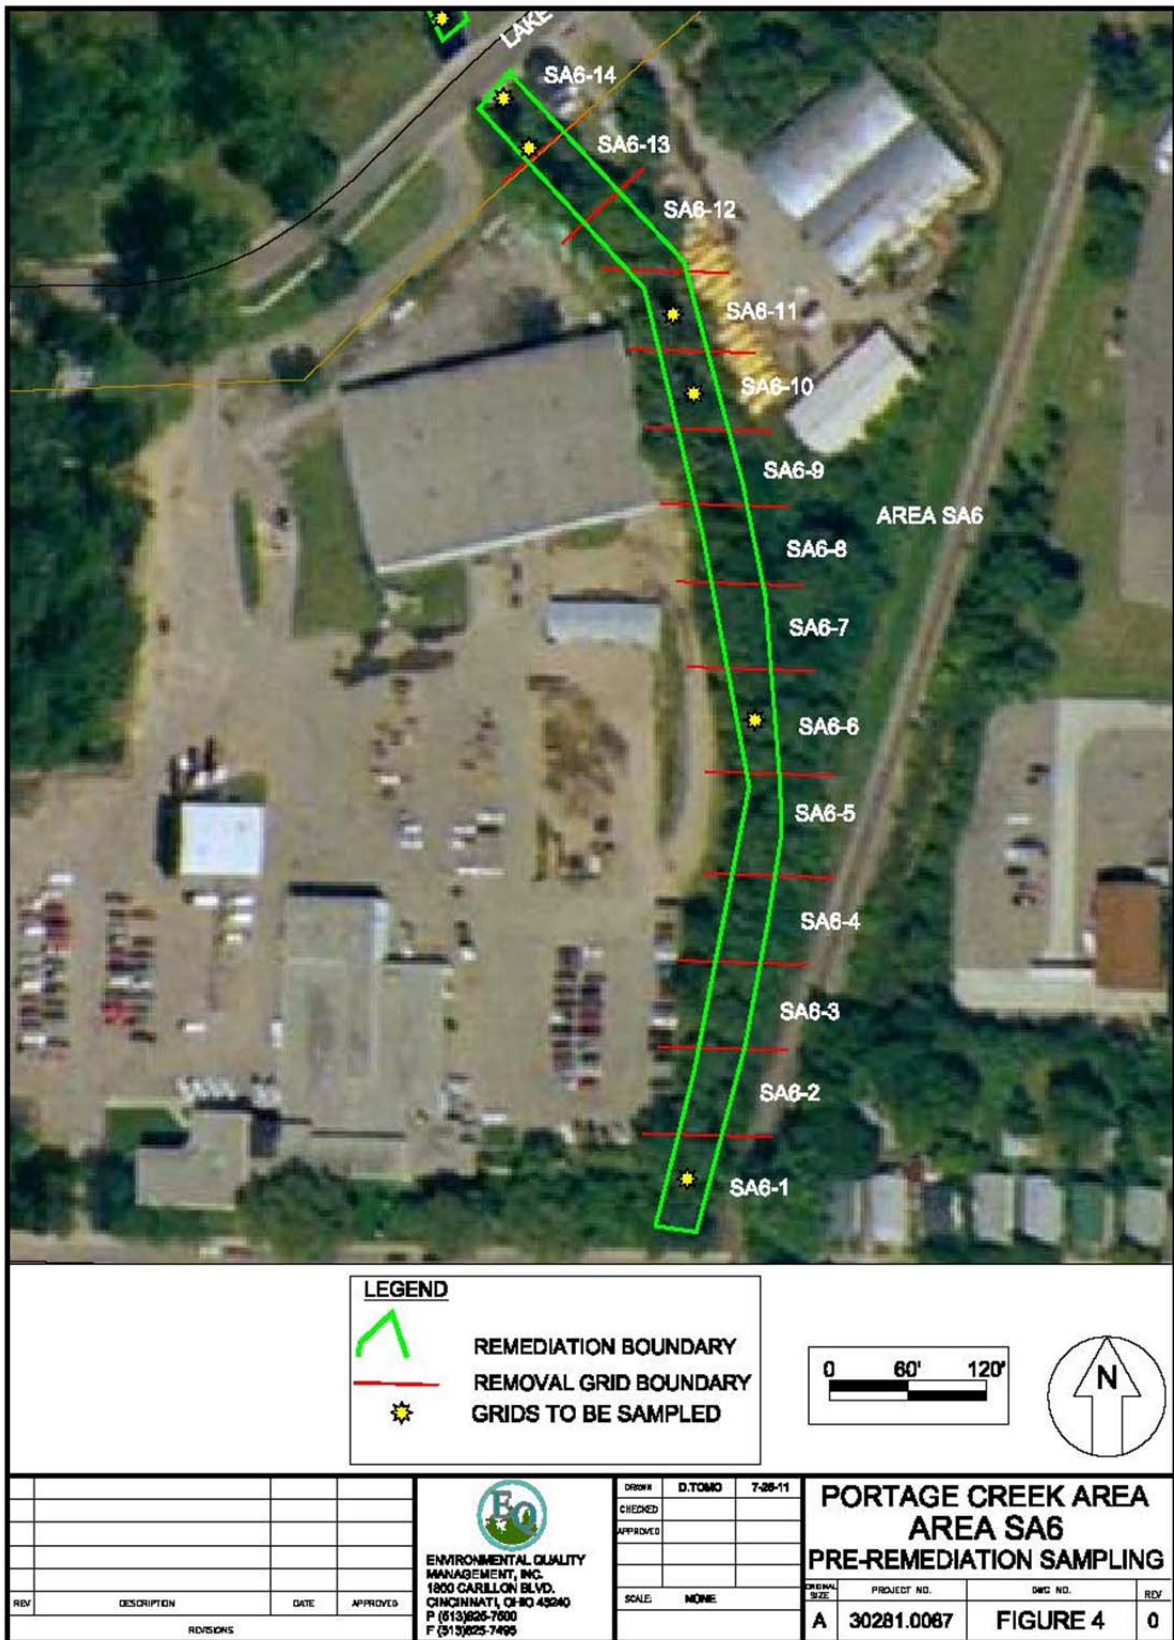 LAKE
SA6-14
SA6-13
SA6-12
SA6-11
SA6-10
SA6-9
AREA SA6
SA6-8
SA6-7
SA6-6
SA6-5
SA6-4
SA6-3
SA6-2
SA6-1
LEGEND
REMEDIATION BOUNDARY
REMOVAL GRID BOUNDARY
GRIDS TO BE SAMPLED
0 60' 120'
N
REV DESCRIPTION DATE APPROVED
REVISIONS
EQ
ENVIRONMENTAL QUALITY
MANAGEMENT, INC.
1800 CARILLON BLVD.
CINCINNATI, OHIO 45240
P (513)825-7500
F (513)825-7495
DRAWN D.TOMO 7-26-11
CHECKED
APPROVED
SCALE: NONE
PORTAGE CREEK AREA
AREA SA6
PRE-REMEDIATION SAMPLING
ORIGINAL SIZE PROJECT NO. DWG NO. REV
A 30281.0067 FIGURE 4 0